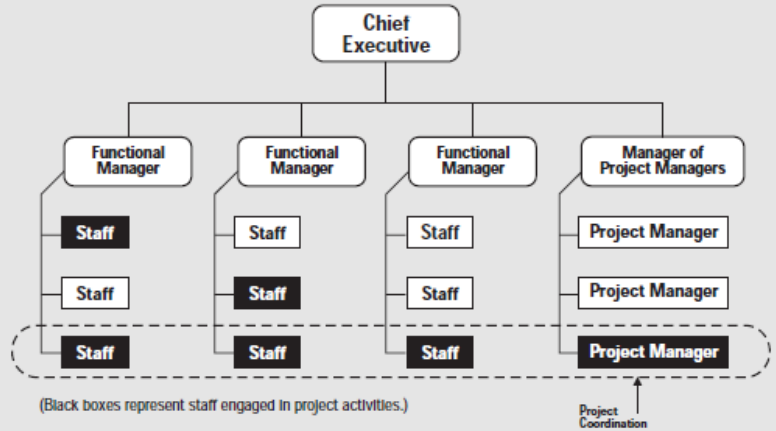 Chief
Executive
Functional
Manager
Functional
Manager
Functional
Manager
Manager of
Project Managers
Staff
Staff
Staff
Project Manager
Staff
Staff
Staff
Project Manager
Staff
Staff
Staff
Project Manager
(Black boxes represent staff engaged in project activities.)
Project
Coordination